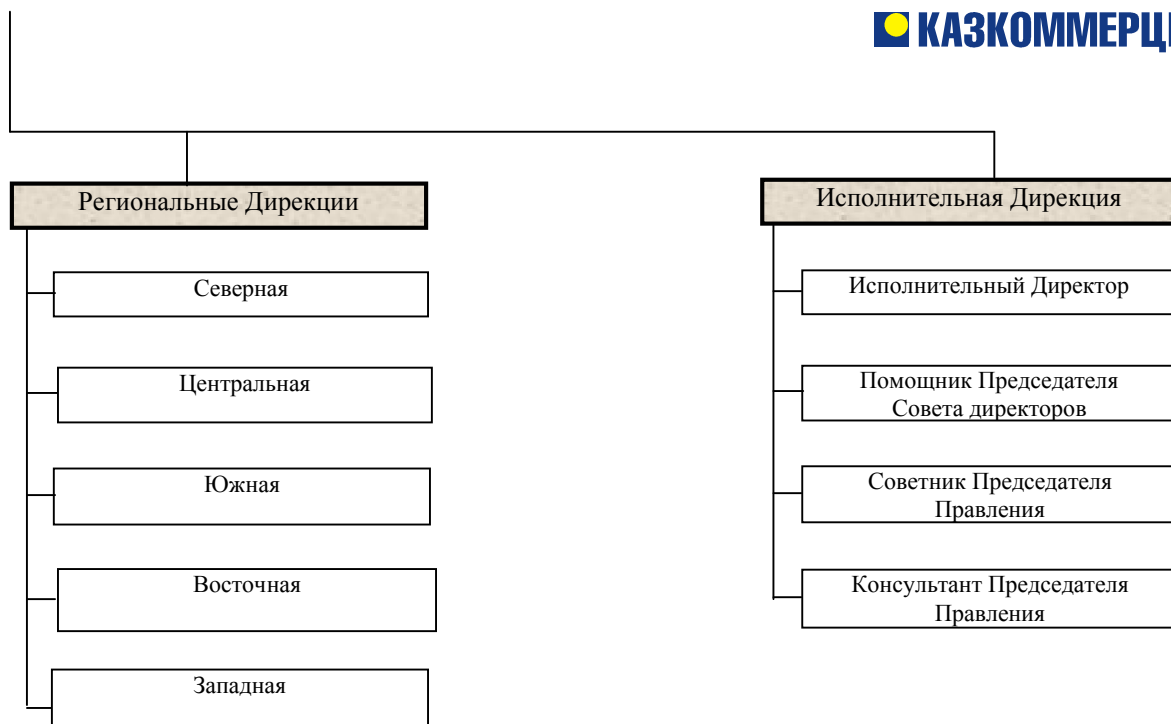 КАЗКОММЕРЦ
Региональные Дирекции
Северная
Центральная
Южная
Восточная
Западная
Исполнительная Дирекция
Исполнительный Директор
Помощник Председателя
Совета директоров
Советник Председателя
Правления
Консультант Председателя
Правления